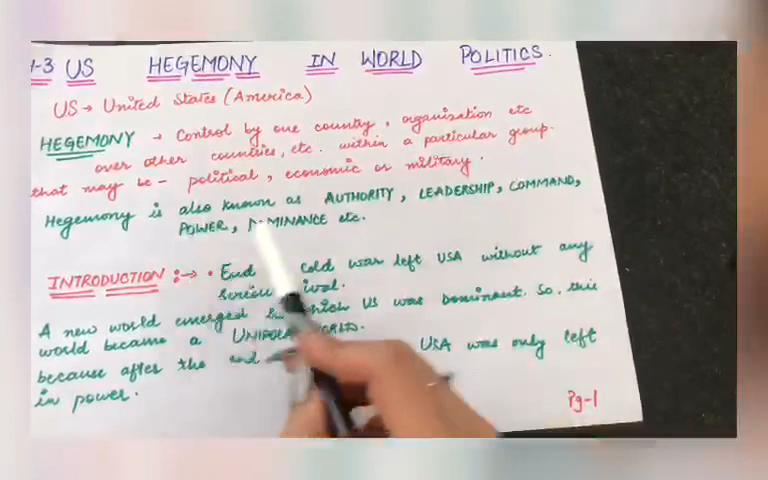 -3 US HEGEMONY IN WORLD POLITICS.
US → United States (America)
HEGEMONY → Control by one country, organisation etc
over other countries, etc. within a particular group.
that may be - political, economic or military.
Hegemony is also known as AUTHORITY, LEADERSHIP, COMMAND,
POWER, MINANCE etc.
INTRODUCTION :→ • End cold war left USA without any
ival.
A new world emerged which US was dominant. So, this
world became a
because after the end USA was only left
in power.
Pg-1